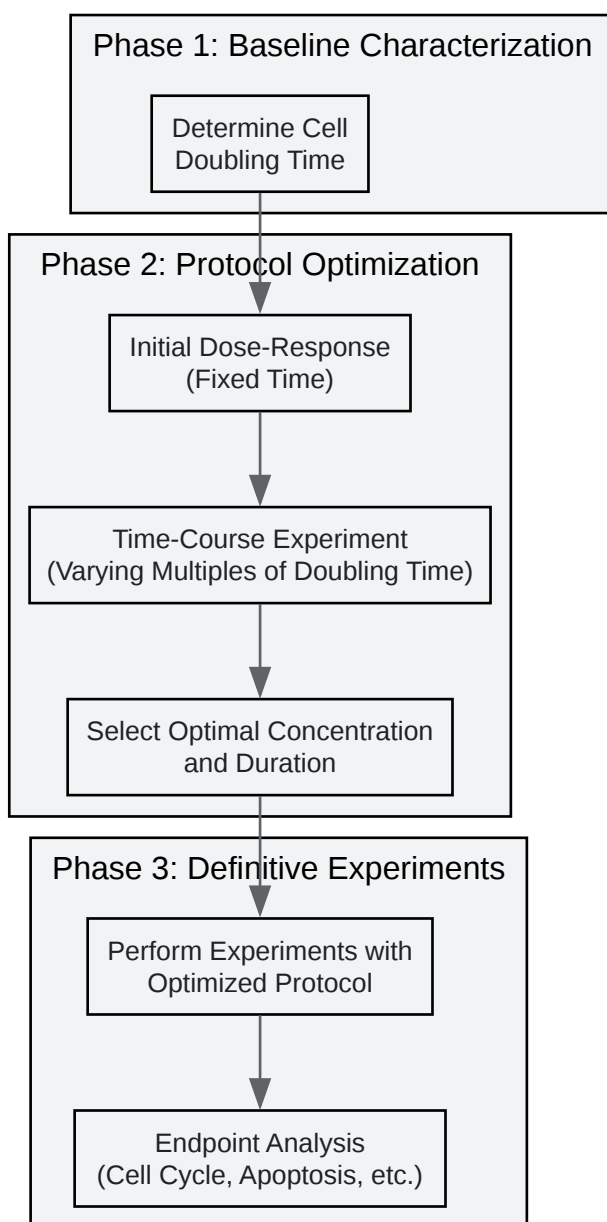 Phase 1: Baseline Characterization
Determine Cell
Doubling Time
Phase 2: Protocol Optimization
Initial Dose-Response
(Fixed Time)
Time-Course Experiment
(Varying Multiples of Doubling Time)
Select Optimal Concentration
and Duration
Phase 3: Definitive Experiments
Perform Experiments with
Optimized Protocol
Endpoint Analysis
(Cell Cycle, Apoptosis, etc.)